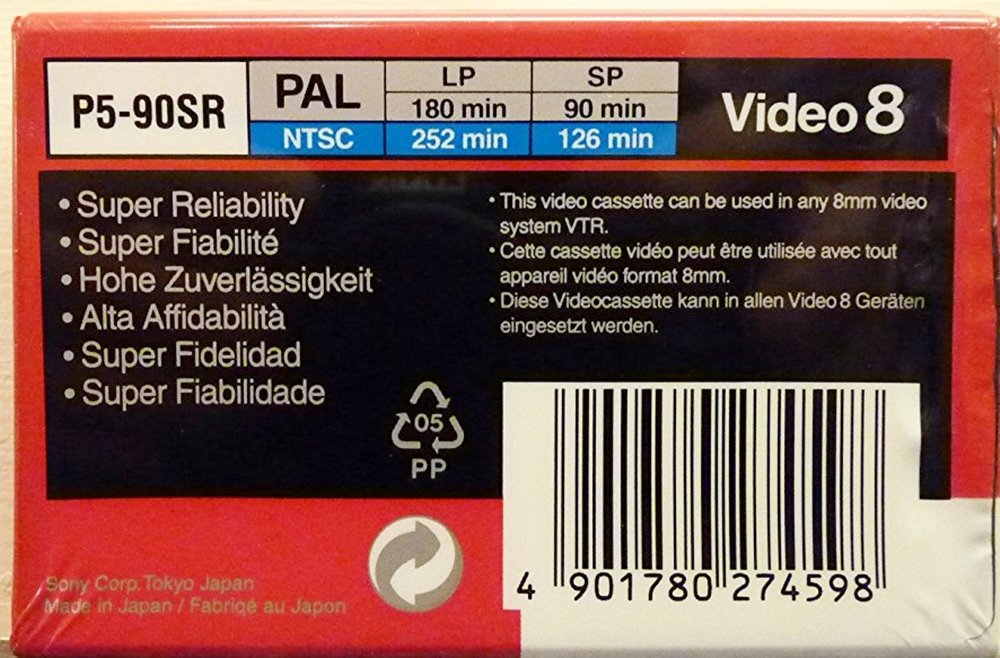 P5-90SR PAL LP SP Video 8
180 min 90 min
NTSC 252 min 126 min
• Super Reliability
• Super Fiabilité
• Hohe Zuverlässigkeit
• Alta Affidabilità
• Super Fidelidad
• Super Fiabilidade
• This video cassette can be used in any 8mm video
system VTR.
• Cette cassette vidéo peut être utilisée avec tout
appareil vidéo format 8mm.
• Diese Videocassette kann in allen Video 8 Geräten
eingesetzt werden.
05
PP
Sony Corp. Tokyo Japan
Made in Japan / Fabriqé au Japon
4 901780 274598